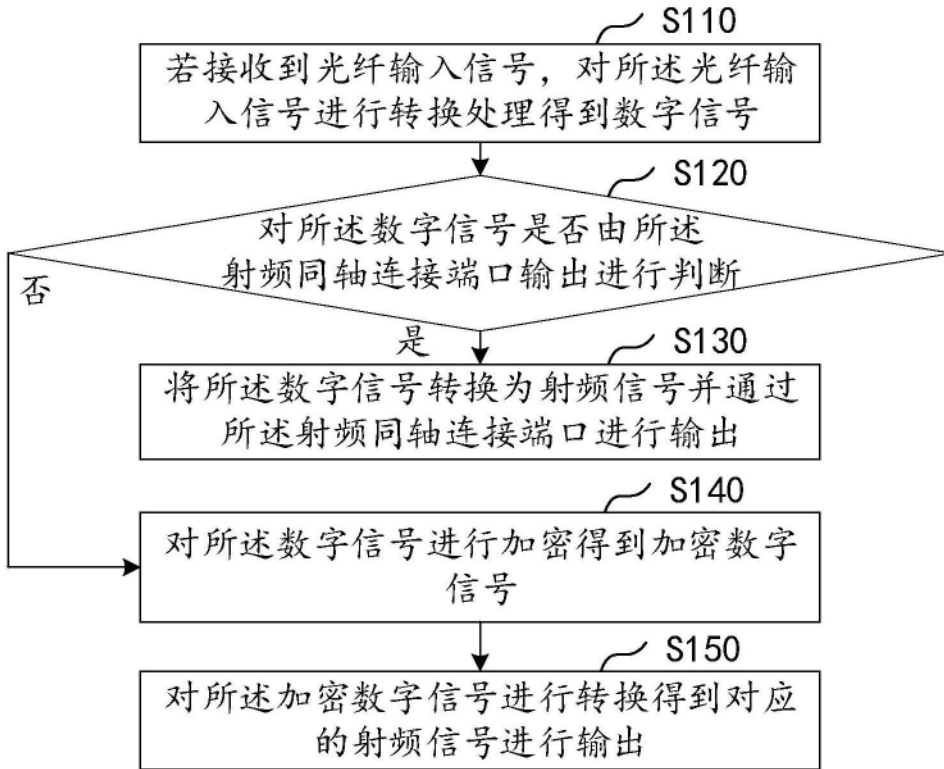 S110
若接收到光纤输入信号，对所述光纤输
入信号进行转换处理得到数字信号
S120
对所述数字信号是否由所述
射频同轴连接端口输出进行判断
否
是
S130
将所述数字信号转换为射频信号并通过
所述射频同轴连接端口进行输出
S140
对所述数字信号进行加密得到加密数字
信号
S150
对所述加密数字信号进行转换得到对应
的射频信号进行输出